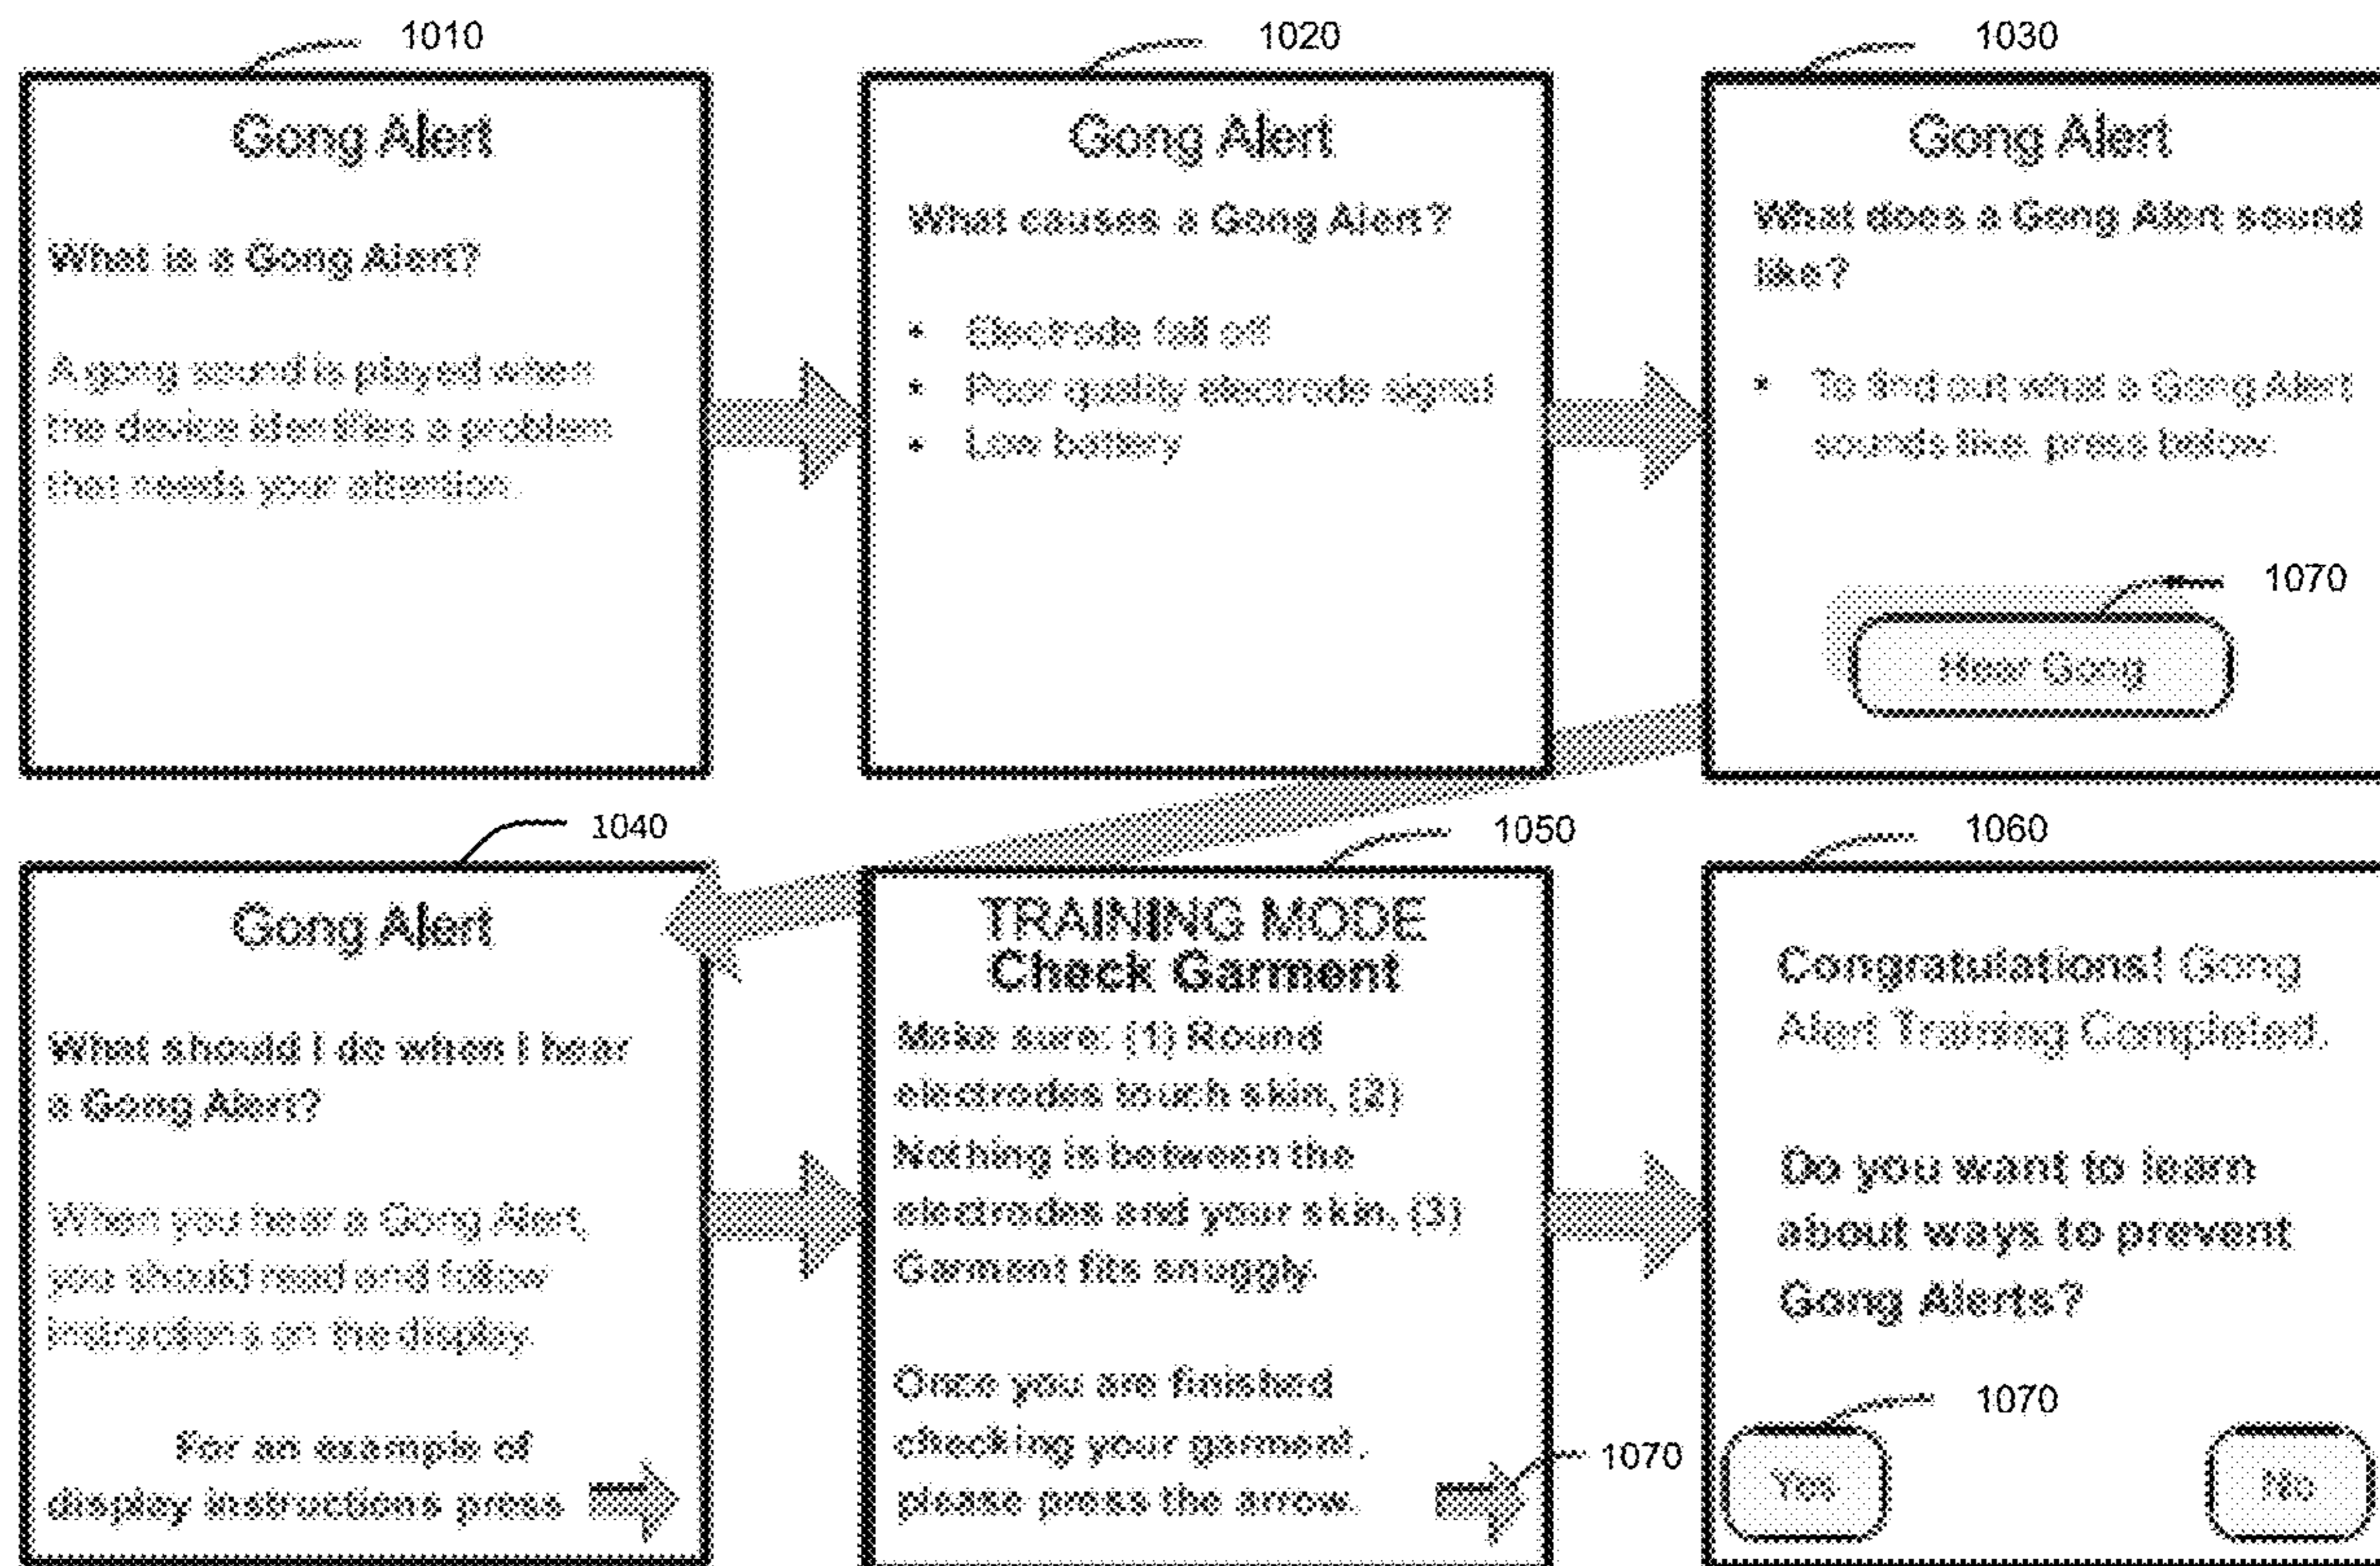 1010
Gong Alert
What is a Gong Alert?
A gong sound is played when
the device identifies a problem
that needs your attention.
1020
Gong Alert
What causes a Gong Alert?
• Electrode fall off
• Poor quality electrode signal
• Low battery
1030
Gong Alert
What does a Gong Alert sound
like?
• To find out what a Gong Alert
sounds like, press below.
1070
Hear Gong
1040
Gong Alert
What should I do when I hear
a Gong Alert?
When you hear a Gong Alert,
you should read and follow
instructions on the display.
For an example of
display instructions press
1050
TRAINING MODE
Check Garment
Make sure: (1) Round
electrodes touch skin, (2)
Nothing is between the
electrodes and your skin, (3)
Garment fits snuggly.
Once you are finished
checking your garment,
please press the arrow.
1070
1060
Congratulations! Gong
Alert Training Completed.
Do you want to learn
about ways to prevent
Gong Alerts?
1070
Yes
No